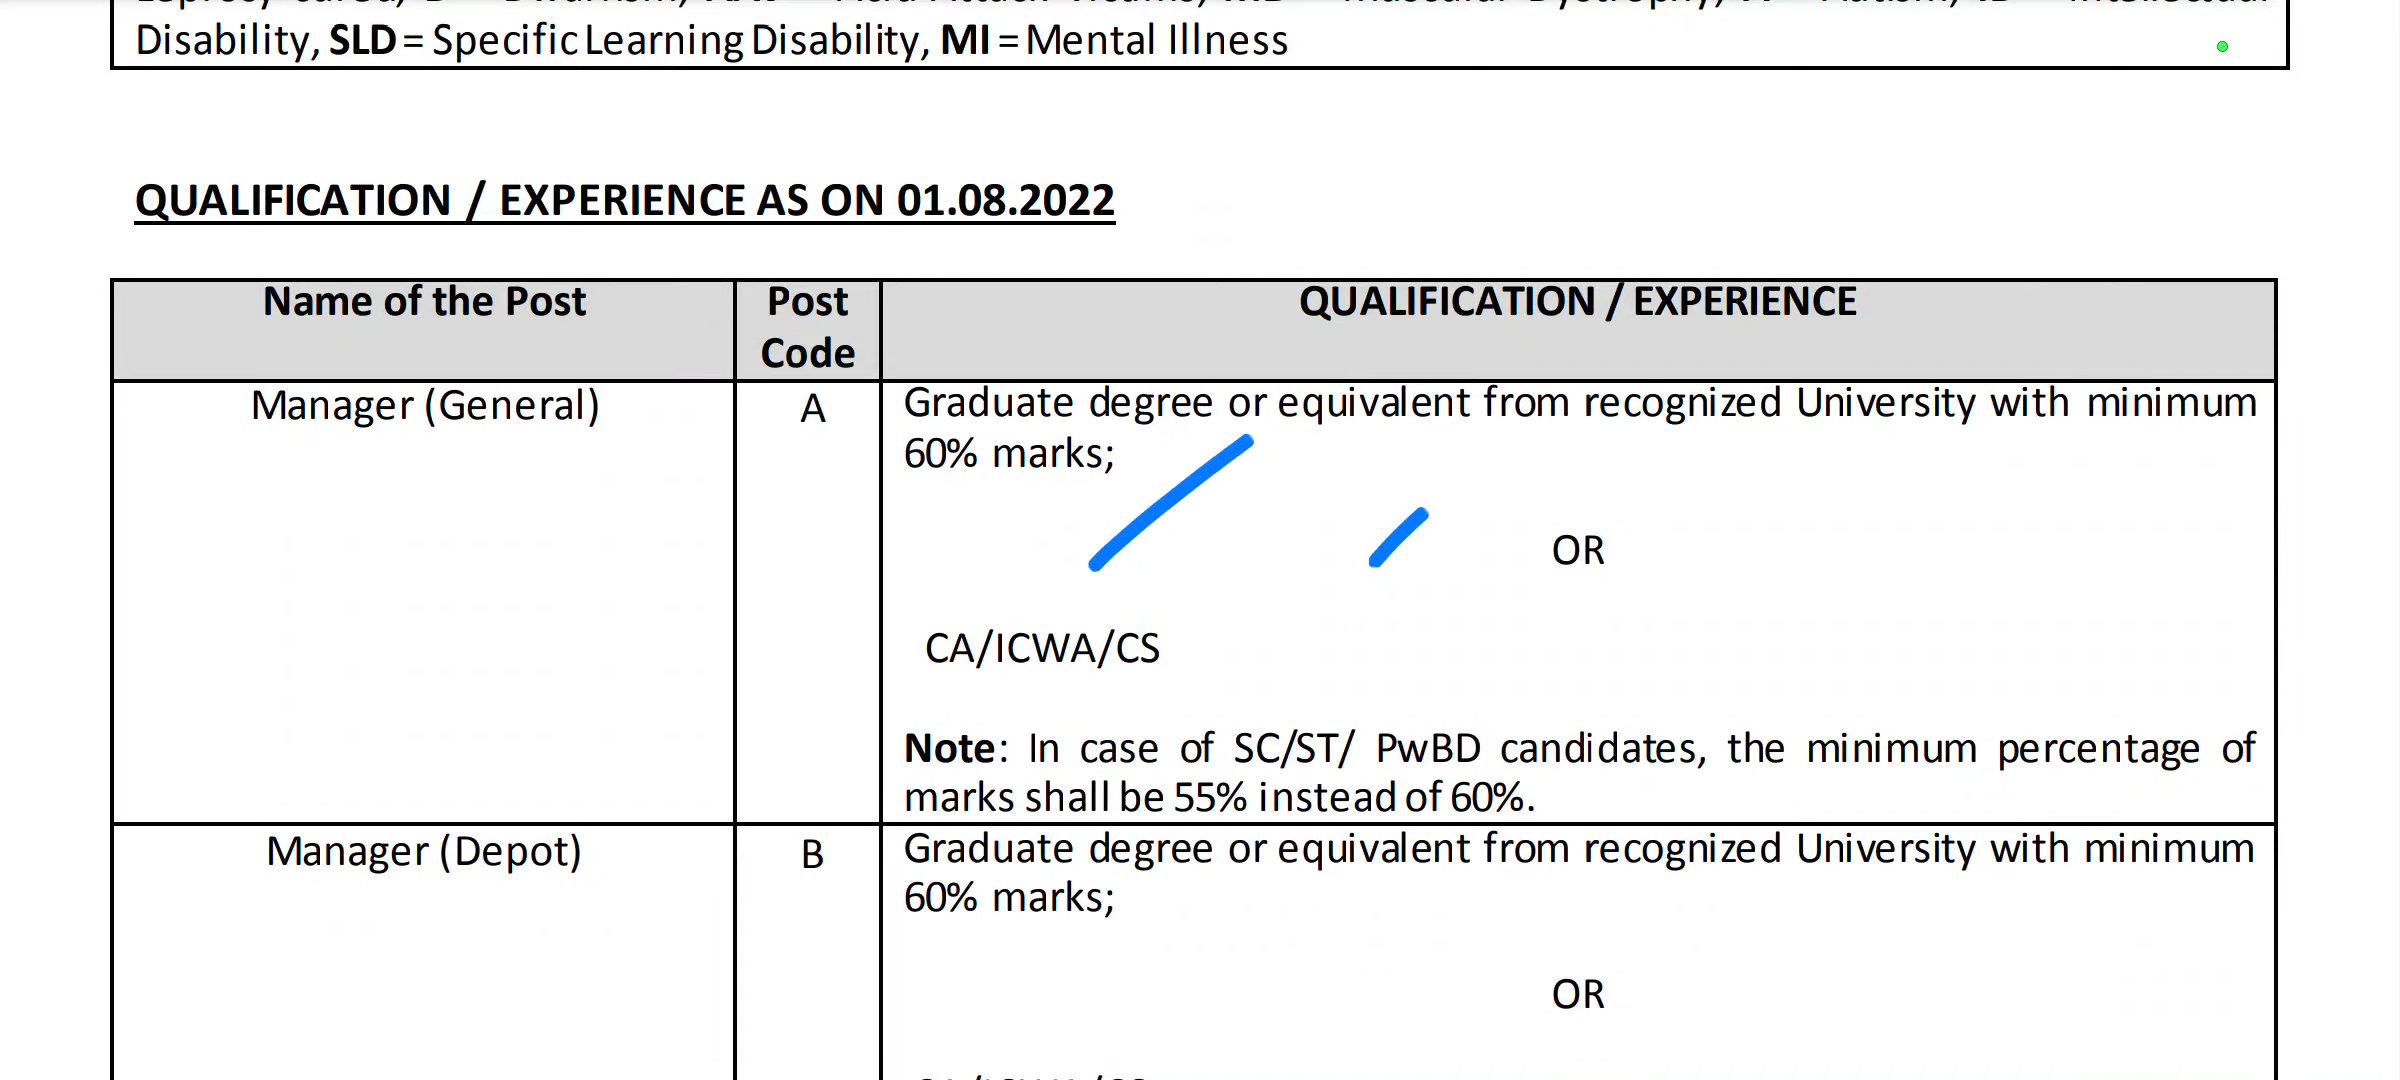 Disability, SLD = Specific Learning Disability, MI = Mental Illness
QUALIFICATION / EXPERIENCE AS ON 01.08.2022
Name of the Post
Post Code
QUALIFICATION / EXPERIENCE
Manager (General)
A
Graduate degree or equivalent from recognized University with minimum
60% marks;
OR
CA/ICWA/CS
Note: In case of SC/ST/ PwBD candidates, the minimum percentage of
marks shall be 55% instead of 60%.
Manager (Depot)
B
Graduate degree or equivalent from recognized University with minimum
60% marks;
OR